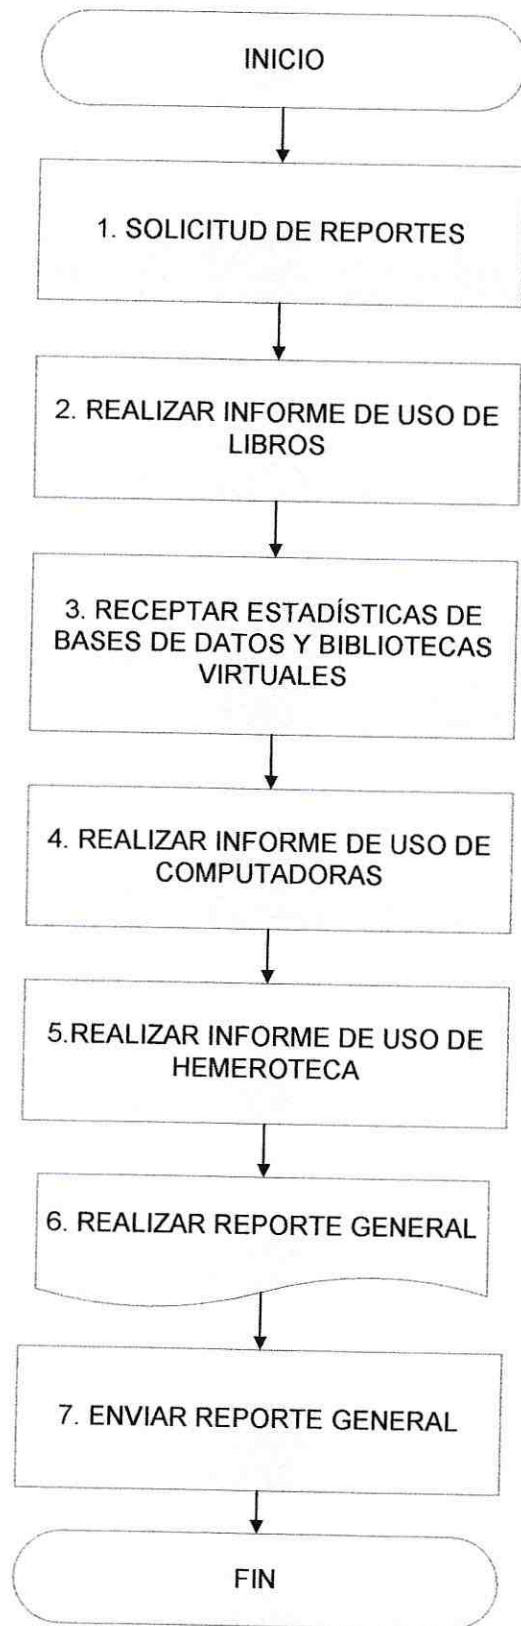 INICIO
1. SOLICITUD DE REPORTES
2. REALIZAR INFORME DE USO DE
LIBROS
3. RECEPTAR ESTADÍSTICAS DE
BASES DE DATOS Y BIBLIOTECAS
VIRTUALES
4. REALIZAR INFORME DE USO DE
COMPUTADORAS
5.REALIZAR INFORME DE USO DE
HEMEROTECA
6. REALIZAR REPORTE GENERAL
7. ENVIAR REPORTE GENERAL
FIN